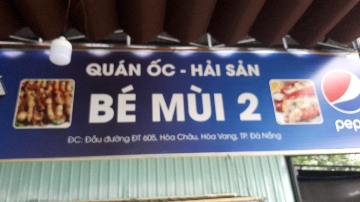 QUÁN ỐC - HẢI SẢN
BÉ MÙI 2
ĐC: Đầu đường ĐT 605, Hòa Châu, Hòa Vang, TP. Đà Nẵng
pep